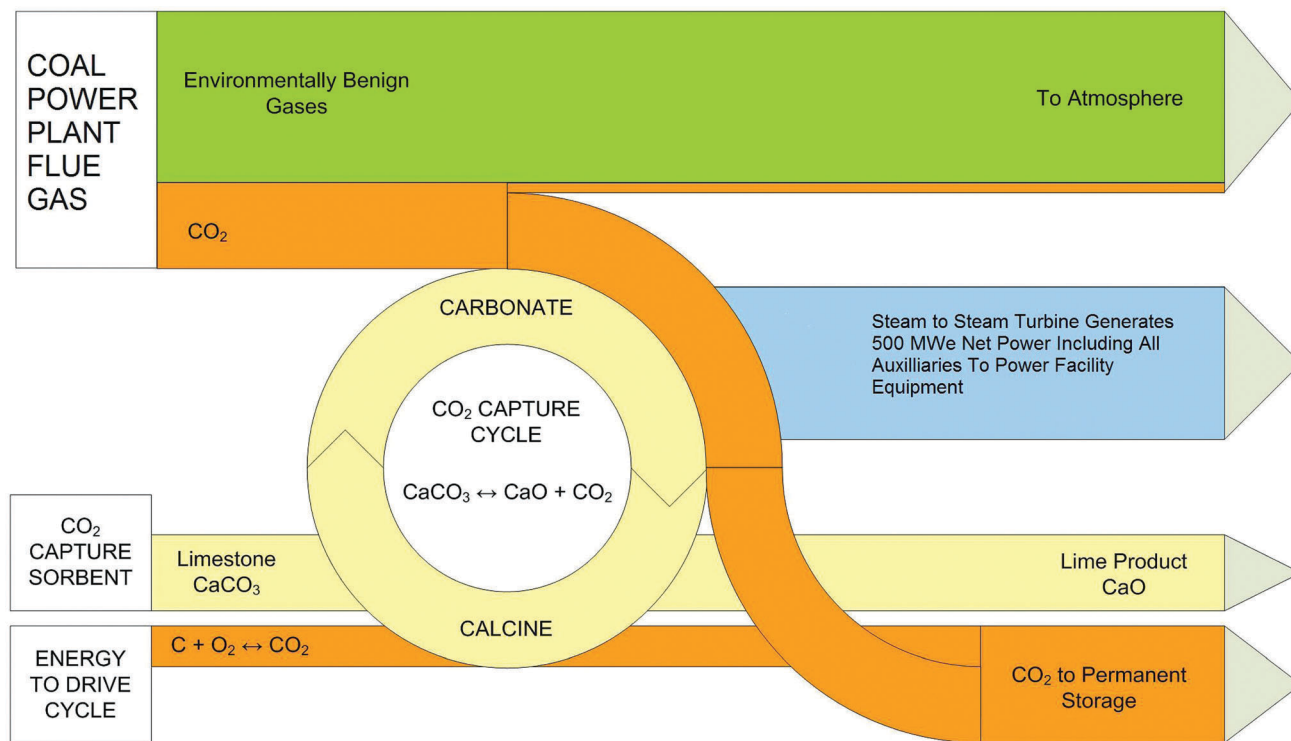 COAL
POWER
PLANT
FLUE
GAS
Environmentally Benign
Gases
To Atmosphere
CO₂
CARBONATE
Steam to Steam Turbine Generates
500 MWe Net Power Including All
Auxilliaries To Power Facility
Equipment
CO₂ CAPTURE
CYCLE
CaCO₃ ↔ CaO + CO₂
CO₂
CAPTURE
SORBENT
Limestone
CaCO₃
Lime Product
CaO
CALCINE
ENERGY
TO DRIVE
CYCLE
C + O₂ ↔ CO₂
CO₂ to Permanent
Storage